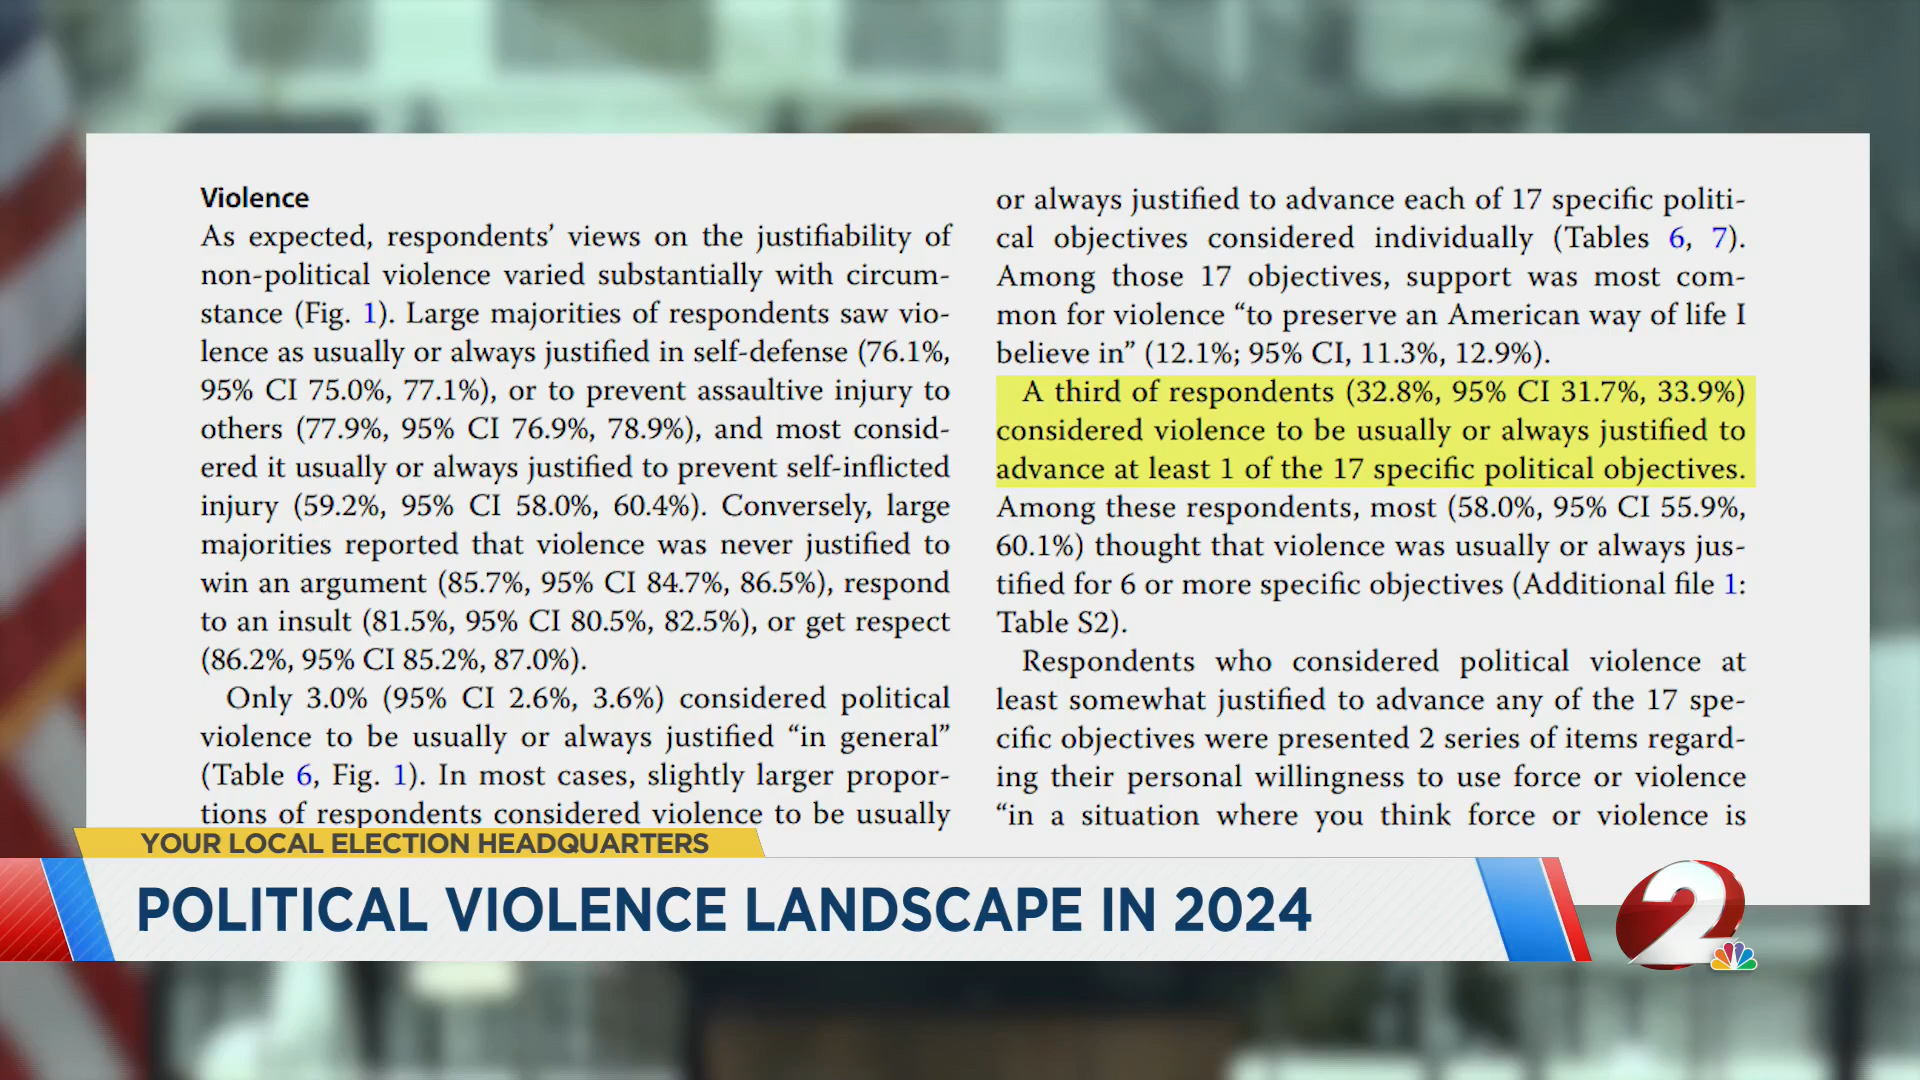 Violence
As expected, respondents’ views on the justifiability of
non-political violence varied substantially with circum-
stance (Fig. 1). Large majorities of respondents saw vio-
lence as usually or always justified in self-defense (76.1%,
95% CI 75.0%, 77.1%), or to prevent assaultive injury to
others (77.9%, 95% CI 76.9%, 78.9%), and most consid-
ered it usually or always justified to prevent self-inflicted
injury (59.2%, 95% CI 58.0%, 60.4%). Conversely, large
majorities reported that violence was never justified to
win an argument (85.7%, 95% CI 84.7%, 86.5%), respond
to an insult (81.5%, 95% CI 80.5%, 82.5%), or get respect
(86.2%, 95% CI 85.2%, 87.0%).
Only 3.0% (95% CI 2.6%, 3.6%) considered political
violence to be usually or always justified “in general”
(Table 6, Fig. 1). In most cases, slightly larger propor-
tions of respondents considered violence to be usually
or always justified to advance each of 17 specific politi-
cal objectives considered individually (Tables 6, 7).
Among those 17 objectives, support was most com-
mon for violence “to preserve an American way of life I
believe in” (12.1%; 95% CI, 11.3%, 12.9%).
A third of respondents (32.8%, 95% CI 31.7%, 33.9%)
considered violence to be usually or always justified to
advance at least 1 of the 17 specific political objectives.
Among these respondents, most (58.0%, 95% CI 55.9%,
60.1%) thought that violence was usually or always jus-
tified for 6 or more specific objectives (Additional file 1:
Table S2).
Respondents who considered political violence at
least somewhat justified to advance any of the 17 spe-
cific objectives were presented 2 series of items regard-
ing their personal willingness to use force or violence
“in a situation where you think force or violence is
YOUR LOCAL ELECTION HEADQUARTERS
POLITICAL VIOLENCE LANDSCAPE IN 2024
2